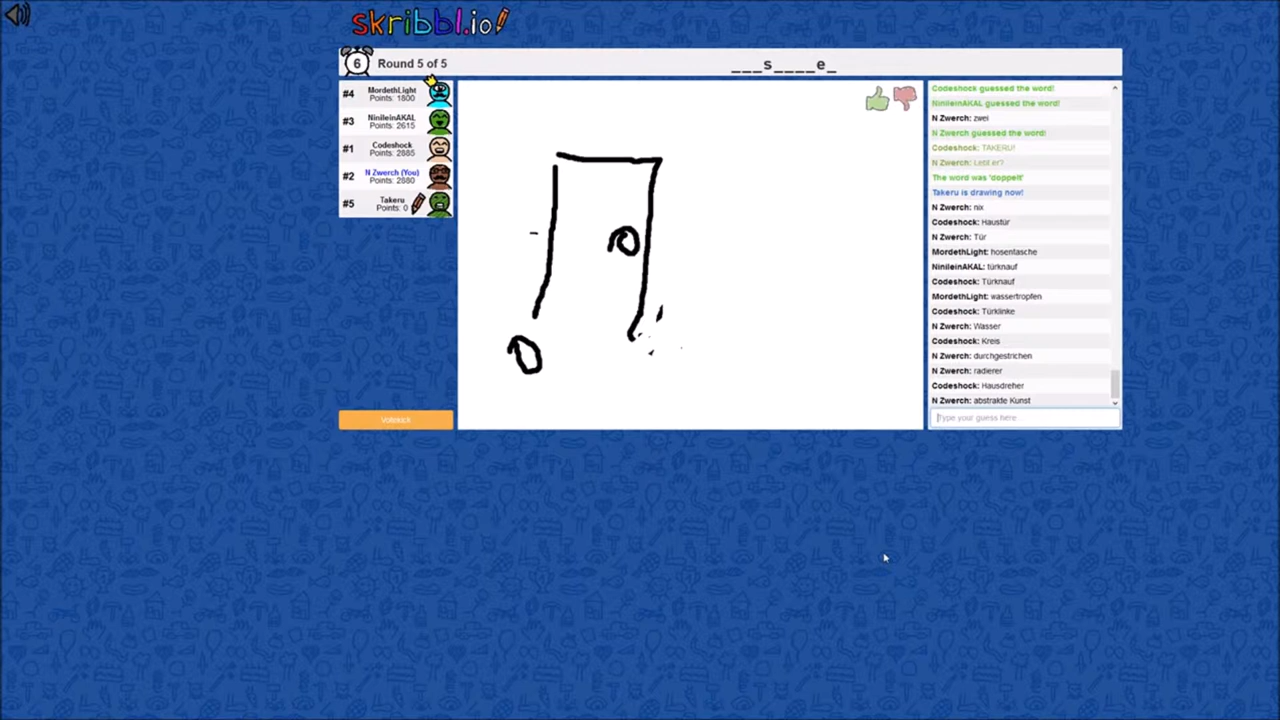 skribbl.io!
6 Round 5 of 5 ___s____e_
#4 MordethLight
Points: 1800
#3 NinileinAKAL
Points: 2615
#1 Codeshock
Points: 2885
#2 N Zwerch (You)
Points: 2880
#5 Takeru
Points: 0
Votekick
Codeshock guessed the word!
NinileinAKAL guessed the word!
N Zwerch: zwei
N Zwerch guessed the word!
Codeshock: TAKERU!
N Zwerch: Lebt er?
The word was 'doppelt'
Takeru is drawing now!
N Zwerch: nix
Codeshock: Haustür
N Zwerch: Tür
MordethLight: hosentasche
NinileinAKAL: türknauf
Codeshock: Türknauf
MordethLight: wassertropfen
Codeshock: Türklinke
N Zwerch: Wasser
Codeshock: Kreis
N Zwerch: durchgestrichen
N Zwerch: radierer
Codeshock: Hausdreher
N Zwerch: abstrakte Kunst
Type your guess here...